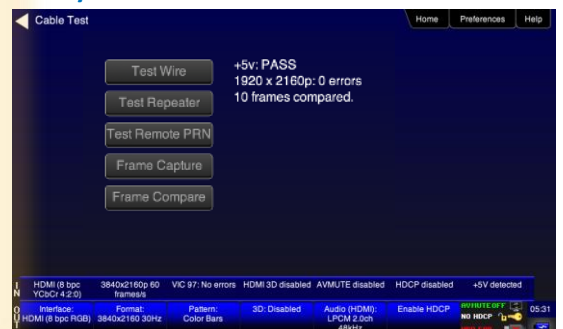 Cable Test
Home
Preferences
Help
Test Wire
Test Repeater
Test Remote PRN
Frame Capture
Frame Compare
+5v: PASS
1920 x 2160p: 0 errors
10 frames compared.
IN
HDMI (8 bpc YCbCr 4:2:0)
3840x2160p 60 frames/s
VIC 97: No errors
HDMI 3D disabled
AVMUTE disabled
HDCP disabled
+5V detected
OUT
Interface: HDMI (8 bpc RGB)
Format: 3840x2160 30Hz
Pattern: Color Bars
3D: Disabled
Audio (HDMI): LPCM 2.0ch 48kHz
Enable HDCP
AVMUTEOFF
NO HDCP
05:31